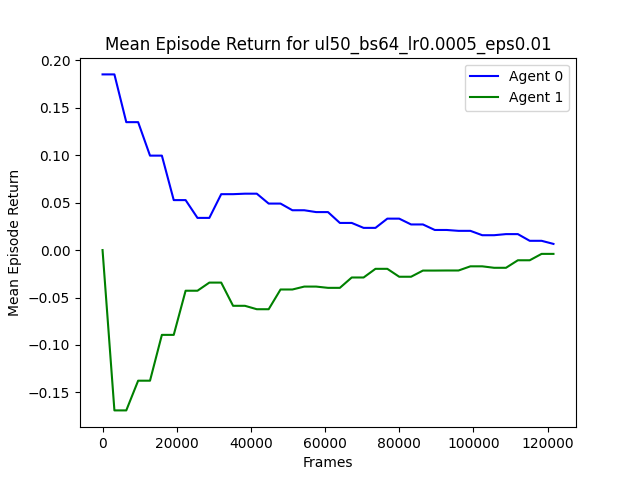 Mean Episode Return for ul50_bs64_lr0.0005_eps0.01
Agent 0
Agent 1
Mean Episode Return
0.20
0.15
0.10
0.05
0.00
−0.05
−0.10
−0.15
0 20000 40000 60000 80000 100000 120000
Frames